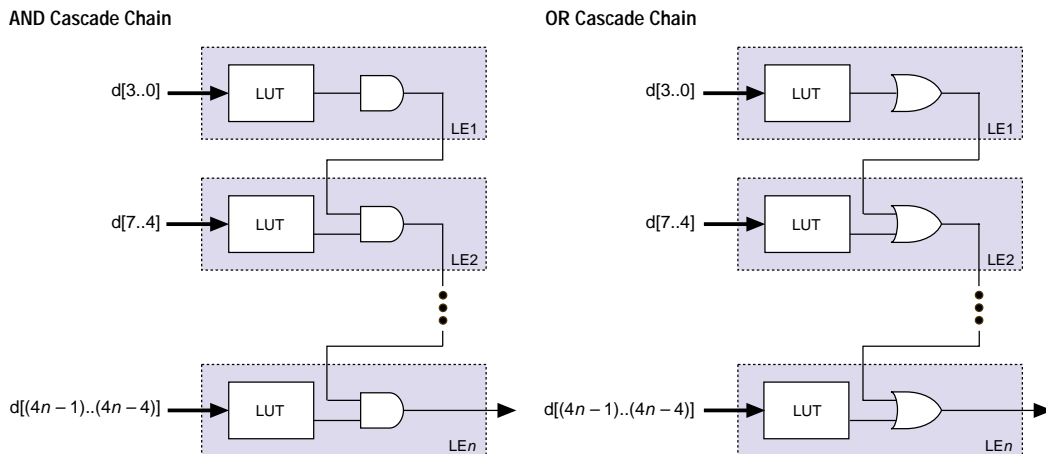 AND Cascade Chain
d[3..0]
LUT
LE1
d[7..4]
LUT
LE2
d[(4n – 1)..(4n – 4)]
LUT
LEn
OR Cascade Chain
d[3..0]
LUT
LE1
d[7..4]
LUT
LE2
d[(4n – 1)..(4n – 4)]
LUT
LEn